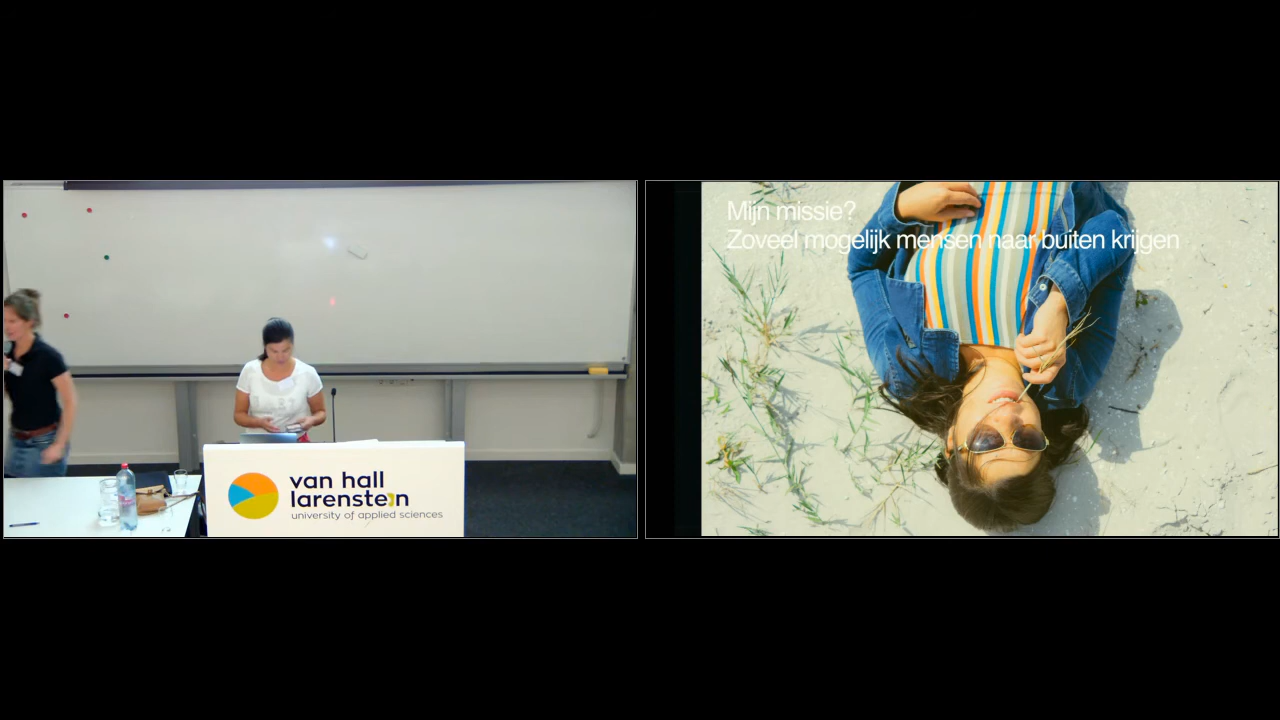 van hall
larenstein
university of applied sciences
Mijn missie?
Zoveel mogelijk mensen naar buiten krijgen